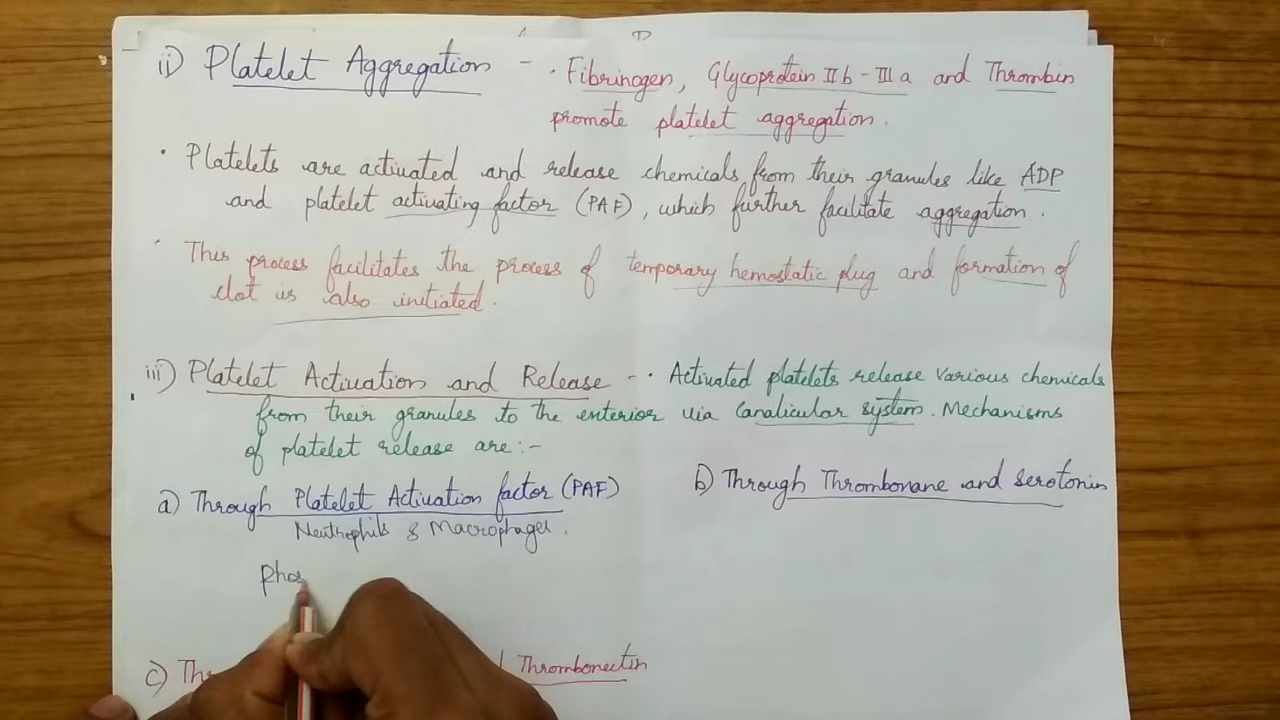 ii) Platelet Aggregation - · Fibrinogen, Glycoprotein IIb - IIIa and Thrombin
promote platelet aggregation.
· Platelets are activated and release chemicals from their granules like ADP
and platelet activating factor (PAF), which further facilitate aggregation.
· This process facilitates the process of temporary hemostatic plug and formation of
clot is also initiated.
iii) Platelet Activation and Release - · Activated platelets release various chemicals
from their granules to the exterior via Canalicular system. Mechanisms
of platelet release are:-
a) Through Platelet Activation factor (PAF)
Neutrophils & Macrophages.
Phos
b) Through Thromboxane and Serotonin
c) Thr Thrombonectin